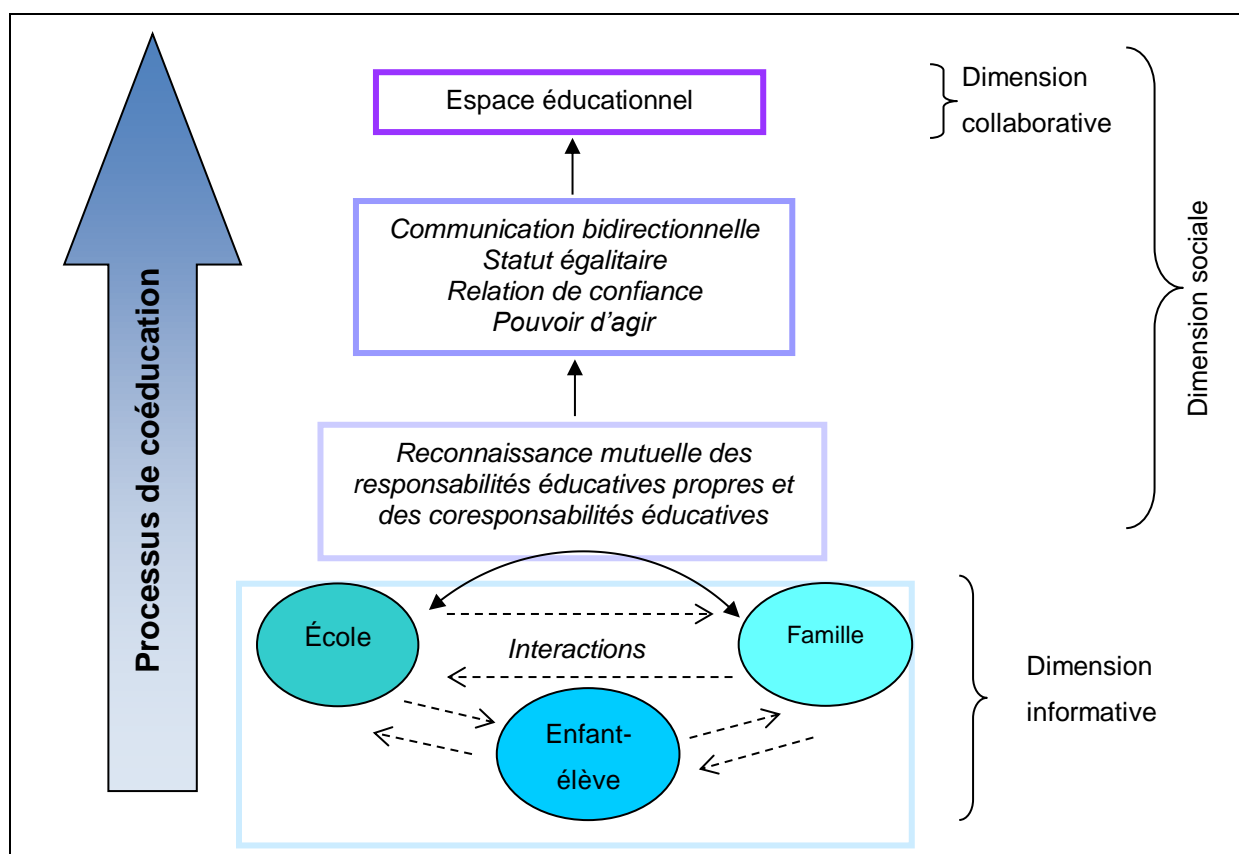 Espace éducationnel
Dimension
collaborative
Communication bidirectionnelle
Statut égalitaire
Relation de confiance
Pouvoir d’agir
Dimension sociale
Processus de coéducation
Reconnaissance mutuelle des
responsabilités éducatives propres et
des coresponsabilités éducatives
École
Famille
Interactions
Enfant-
élève
Dimension
informative